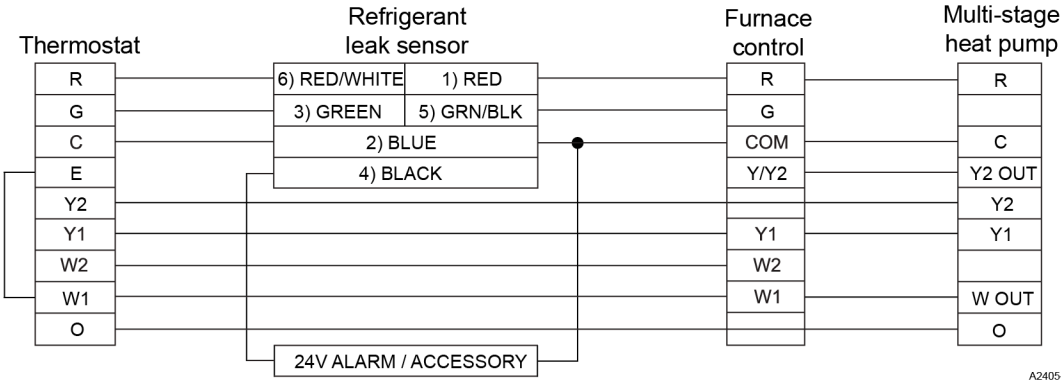 Thermostat
Refrigerant
leak sensor
Furnace
control
Multi-stage
heat pump
R 6) RED/WHITE 1) RED R R
G 3) GREEN 5) GRN/BLK G
C 2) BLUE COM C
E 4) BLACK Y/Y2 Y2 OUT
Y2 Y2
Y1 Y1 Y1
W2 W2
W1 W1 W OUT
O O
24V ALARM / ACCESSORY
A2405